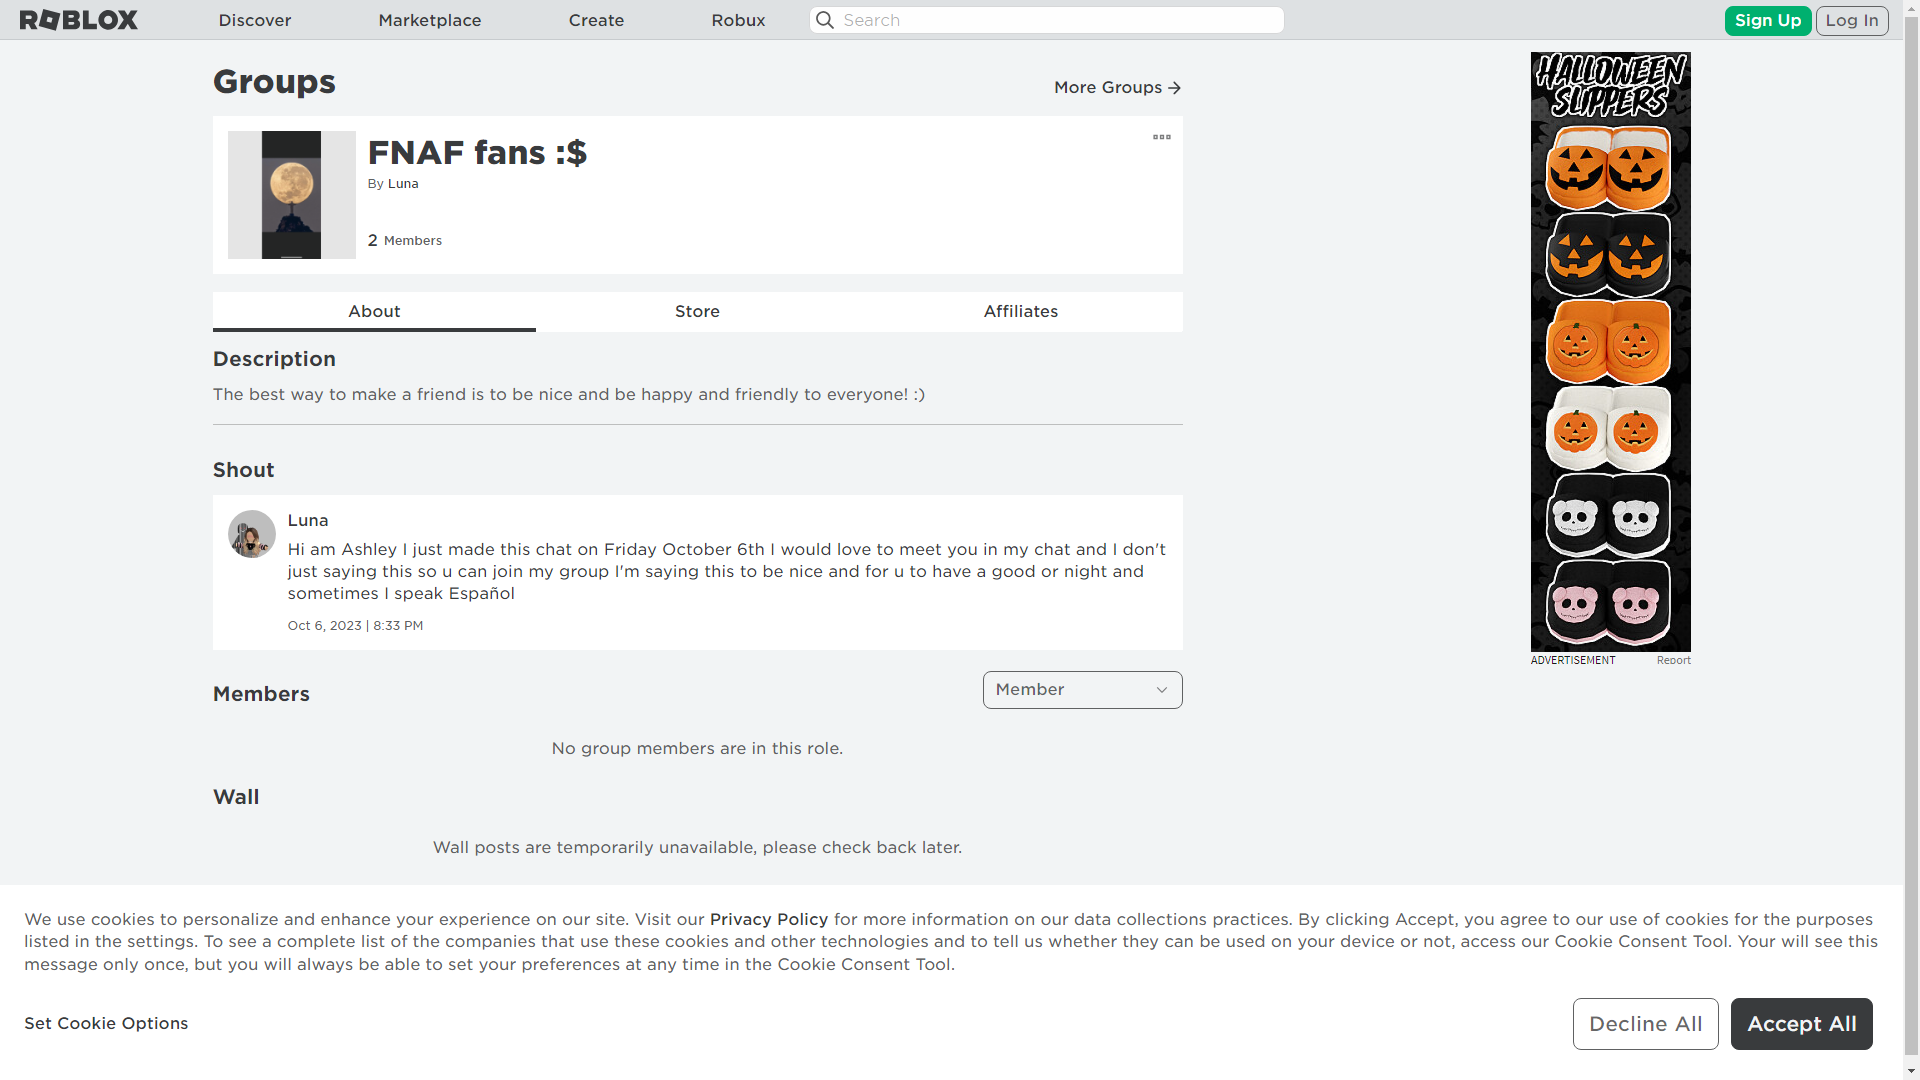 ROBLOX
Discover
Marketplace
Create
Robux
Search
Sign Up
Log In
Groups
More Groups →
FNAF fans :$
By Luna
2 Members
About
Store
Affiliates
Description
The best way to make a friend is to be nice and be happy and friendly to everyone! :)
Shout
Luna
Hi am Ashley I just made this chat on Friday October 6th I would love to meet you in my chat and I don't
just saying this so u can join my group I'm saying this to be nice and for u to have a good or night and
sometimes I speak Español
Oct 6, 2023 | 8:33 PM
Members
Member
No group members are in this role.
Wall
Wall posts are temporarily unavailable, please check back later.
HALLOWEEN
SLIPPERS
ADVERTISEMENT
Report
We use cookies to personalize and enhance your experience on our site. Visit our Privacy Policy for more information on our data collections practices. By clicking Accept, you agree to our use of cookies for the purposes
listed in the settings. To see a complete list of the companies that use these cookies and other technologies and to tell us whether they can be used on your device or not, access our Cookie Consent Tool. Your will see this
message only once, but you will always be able to set your preferences at any time in the Cookie Consent Tool.
Set Cookie Options
Decline All
Accept All